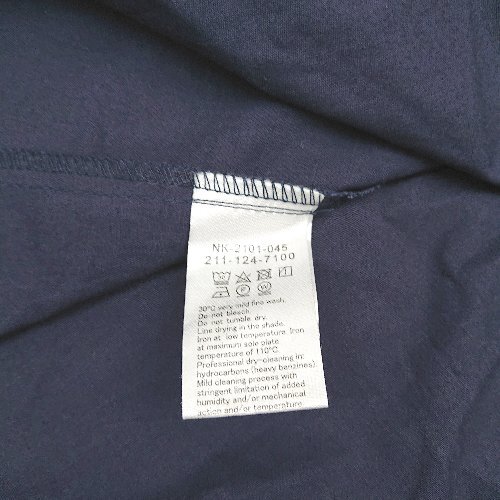 NK-2101-045
211-124-7100
30°C very mild fine wash.
Do not bleach.
Do not tumble dry.
Line drying in the shade.
Iron at low temperature. Iron
at maximum sole plate
temperature of 110°C.
Professional dry-cleaning in:
hydrocarbons (heavy benzines).
Mild cleaning process with
stringent limitation of added
humidity and/or mechanical
action and/or temperature.